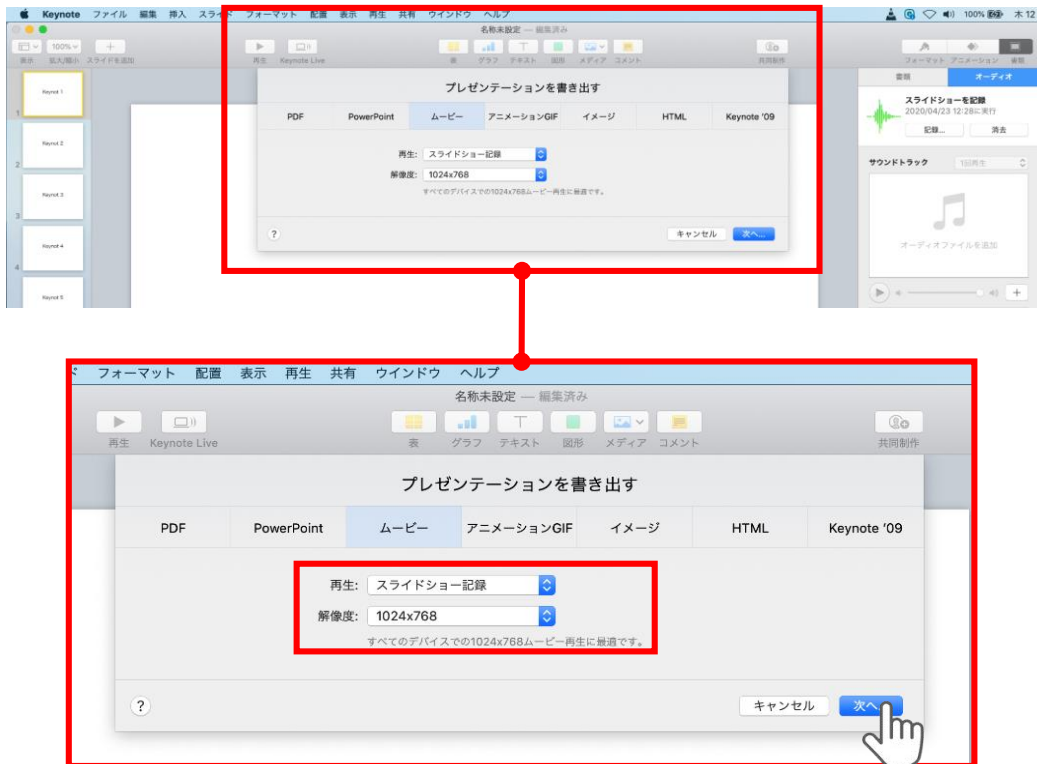 Keynote ファイル 編集 挿入 スライド フォーマット 配置 表示 再生 共有 ウインドウ ヘルプ 100% 木12
名称未設定 — 編集済み
100% +
表示 拡大/縮小 スライドを追加 再生 Keynote Live 表 グラフ テキスト 図形 メディア コメント 共同制作 フォーマット アニメーション 書類
Keynot 1
1
Keynot 2
2
Keynot 3
3
Keynot 4
4
Keynot 5
プレゼンテーションを書き出す
PDF PowerPoint ムービー アニメーションGIF イメージ HTML Keynote '09
再生: スライドショー記録
解像度: 1024x768
すべてのデバイスでの1024x768ムービー再生に最適です。
? キャンセル 次へ...
書類 オーディオ
スライドショーを記録
2020/04/23 12:28に実行
記録... 消去
サウンドトラック 1回再生
オーディオファイルを追加
+
ド フォーマット 配置 表示 再生 共有 ウインドウ ヘルプ
名称未設定 — 編集済み
再生 Keynote Live 表 グラフ テキスト 図形 メディア コメント 共同制作
プレゼンテーションを書き出す
PDF PowerPoint ムービー アニメーションGIF イメージ HTML Keynote '09
再生: スライドショー記録
解像度: 1024x768
すべてのデバイスでの1024x768ムービー再生に最適です。
? キャンセル 次へ